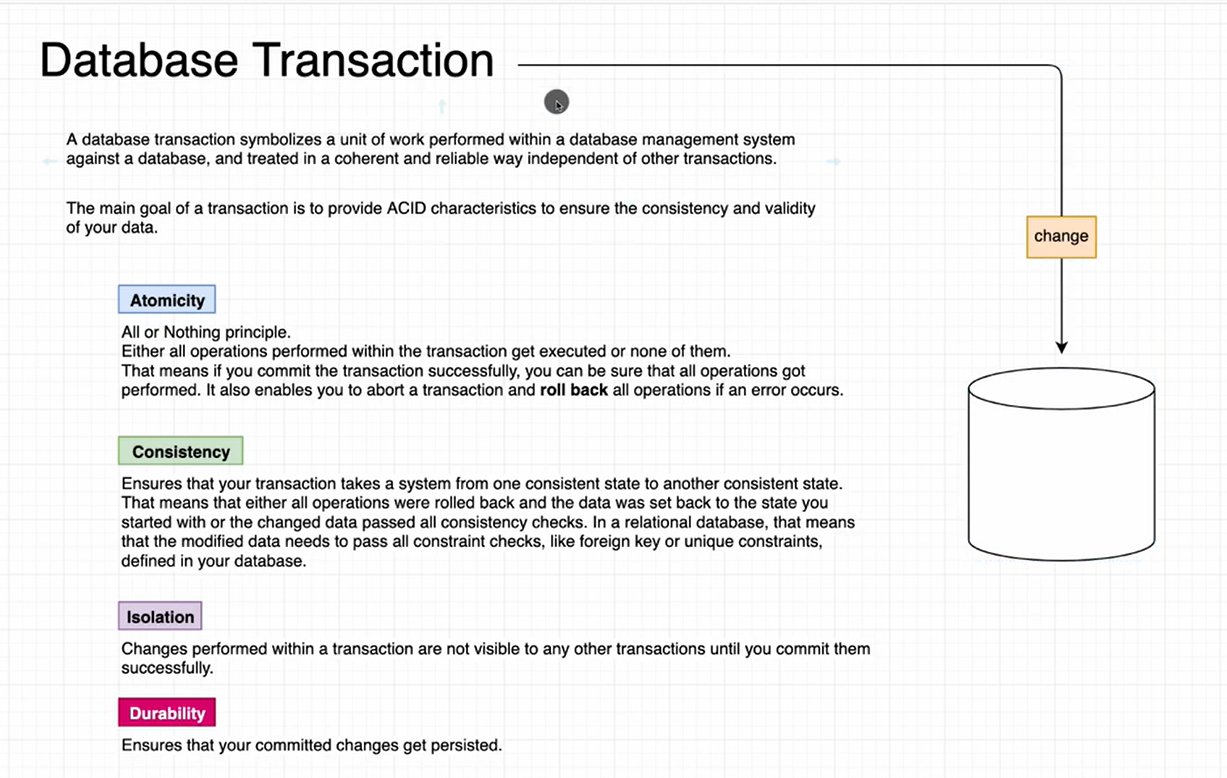 Database Transaction
A database transaction symbolizes a unit of work performed within a database management system
against a database, and treated in a coherent and reliable way independent of other transactions.
The main goal of a transaction is to provide ACID characteristics to ensure the consistency and validity
of your data.
change
Atomicity
All or Nothing principle.
Either all operations performed within the transaction get executed or none of them.
That means if you commit the transaction successfully, you can be sure that all operations got
performed. It also enables you to abort a transaction and roll back all operations if an error occurs.
Consistency
Ensures that your transaction takes a system from one consistent state to another consistent state.
That means that either all operations were rolled back and the data was set back to the state you
started with or the changed data passed all consistency checks. In a relational database, that means
that the modified data needs to pass all constraint checks, like foreign key or unique constraints,
defined in your database.
Isolation
Changes performed within a transaction are not visible to any other transactions until you commit them
successfully.
Durability
Ensures that your committed changes get persisted.